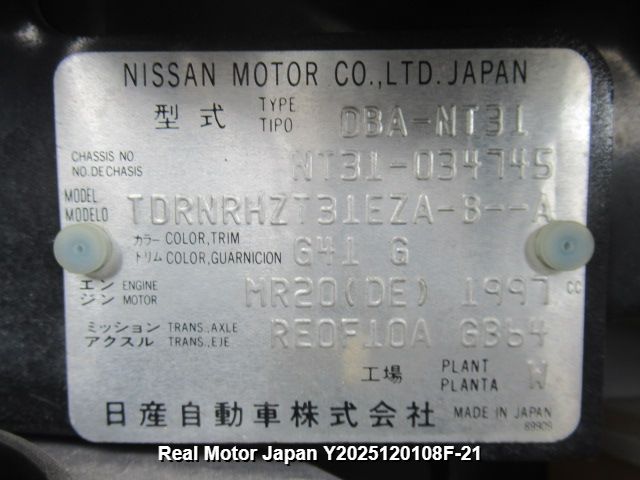 NISSAN MOTOR CO.,LTD. JAPAN
型式 TYPE TIPO DBA-NT31
CHASSIS NO NO.DE CHASIS NT31-034745
MODEL MODELO TDRNRHZT31EZA-B--A
カラー COLOR,TRIM G41 G
トリム COLOR,GUARNICION
エンジン ENGINE MOTOR MR20(DE) 1997 CC
ミッション TRANS.,AXLE RE0F10A G364
アクスル TRANS.,EJE
工場 PLANT PLANTA W
日産自動車株式会社 MADE IN JAPAN
8990S
Real Motor Japan Y2025120108F-21